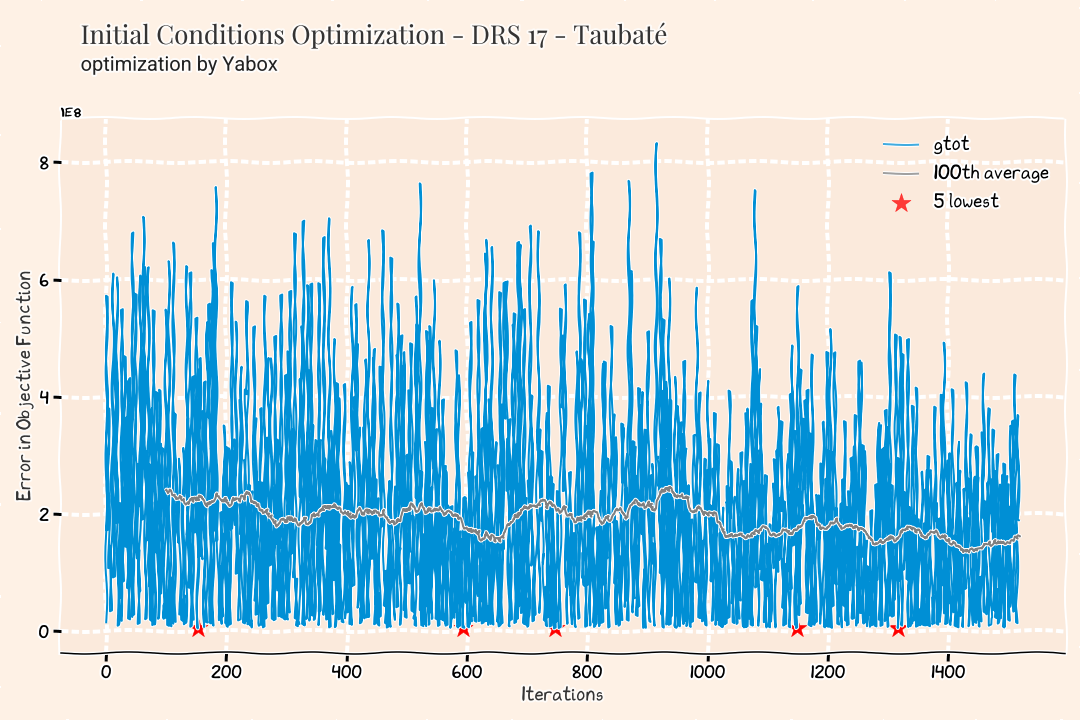 Initial Conditions Optimization - DRS 17 - Taubaté
optimization by Yabox
1E8
gtot
100th average
5 lowest
8
6
4
2
0
Error in Objective Function
0 200 400 600 800 1000 1200 1400
Iterations